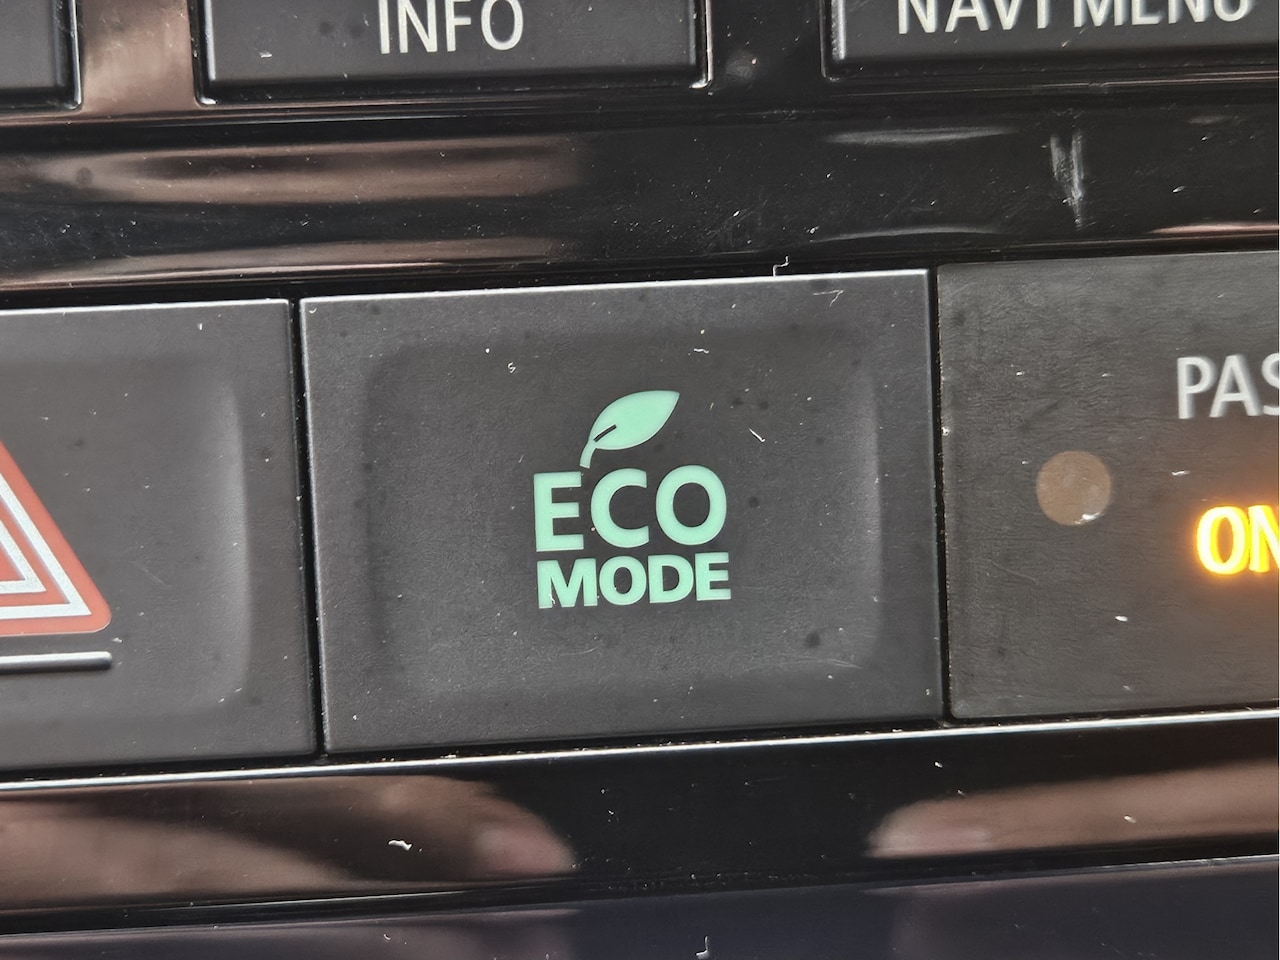 INFO
NAVI MENU
ECO
MODE
PAS
ON